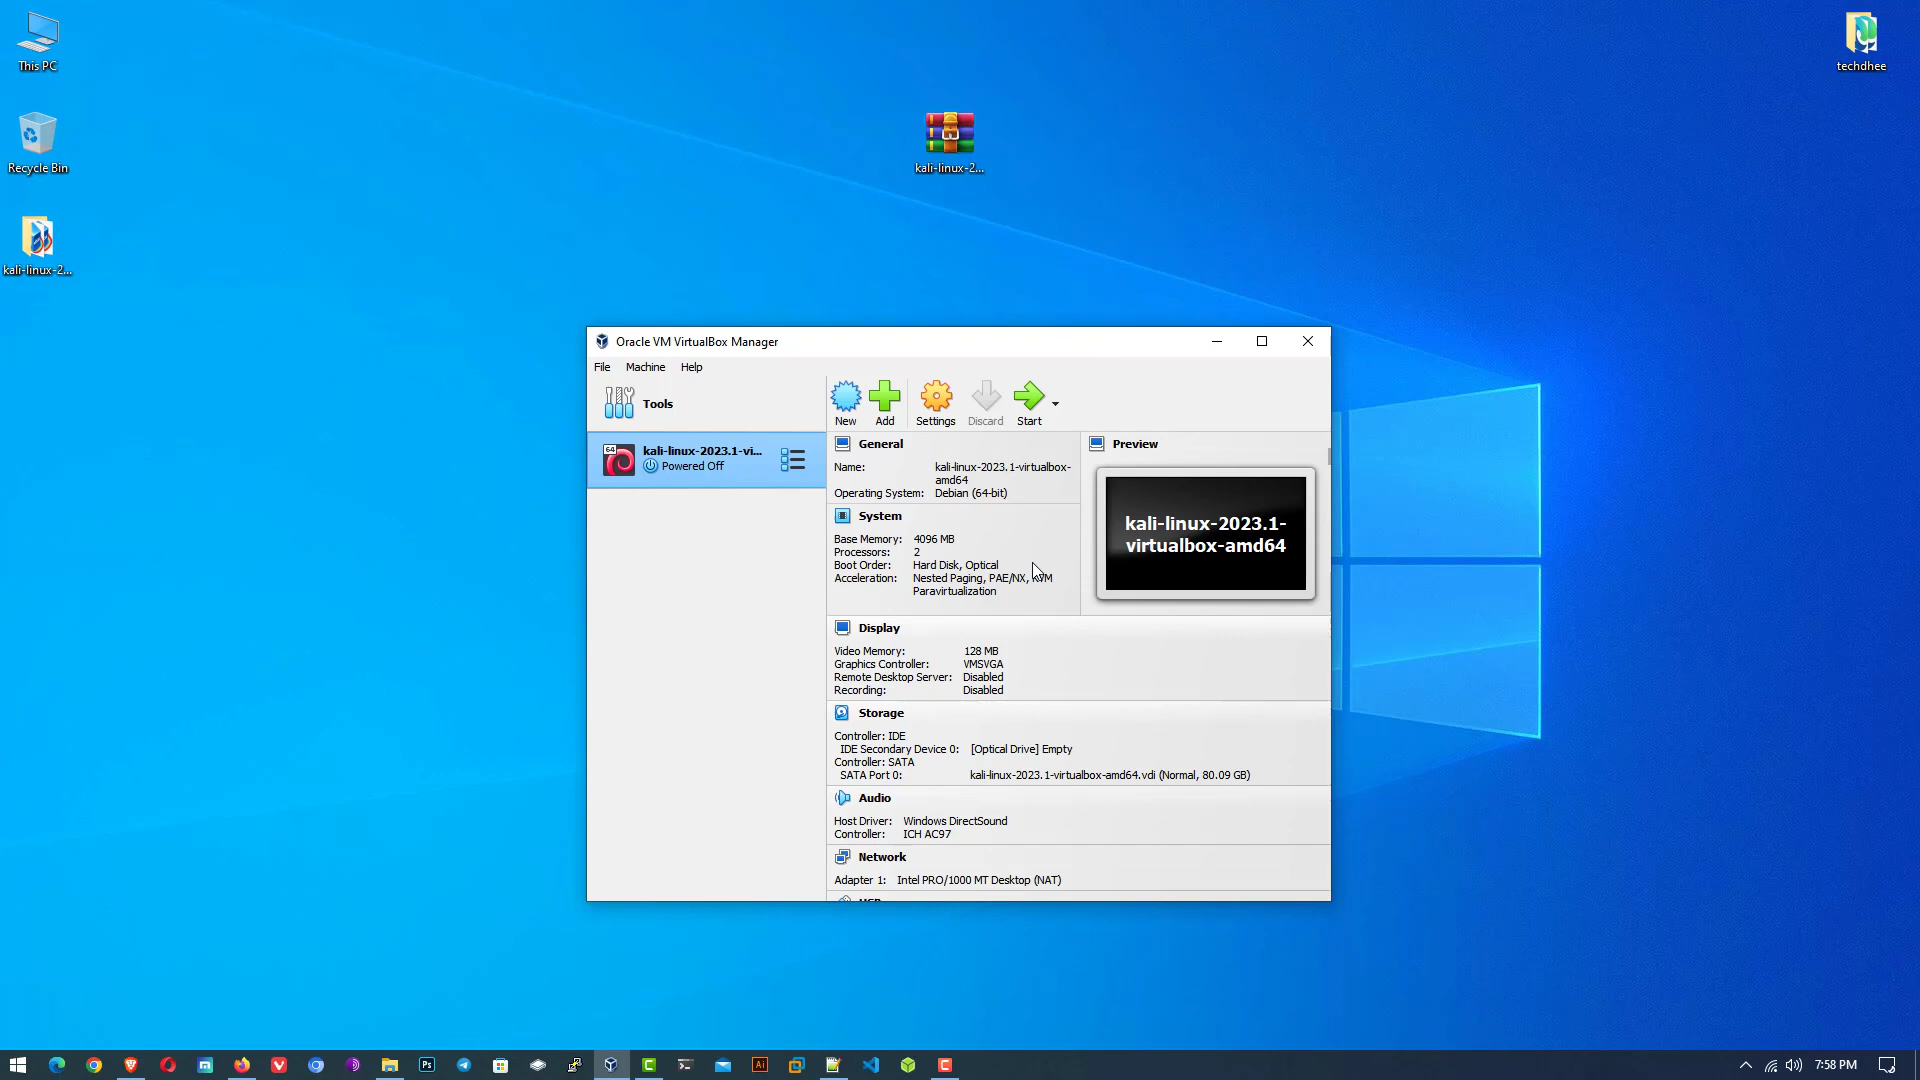 This PC
Recycle Bin
kali-linux-2...
kali-linux-2...
techdhee
Oracle VM VirtualBox Manager
File Machine Help
Tools
New Add Settings Discard Start
64
kali-linux-2023.1-vi...
Powered Off
General
Name: kali-linux-2023.1-virtualbox-
amd64
Operating System: Debian (64-bit)
System
Base Memory: 4096 MB
Processors: 2
Boot Order: Hard Disk, Optical
Acceleration: Nested Paging, PAE/NX, KVM
Paravirtualization
Preview
kali-linux-2023.1-
virtualbox-amd64
Display
Video Memory: 128 MB
Graphics Controller: VMSVGA
Remote Desktop Server: Disabled
Recording: Disabled
Storage
Controller: IDE
IDE Secondary Device 0: [Optical Drive] Empty
Controller: SATA
SATA Port 0: kali-linux-2023.1-virtualbox-amd64.vdi (Normal, 80.09 GB)
Audio
Host Driver: Windows DirectSound
Controller: ICH AC97
Network
Adapter 1: Intel PRO/1000 MT Desktop (NAT)
USB
Ps
Ai
7:58 PM